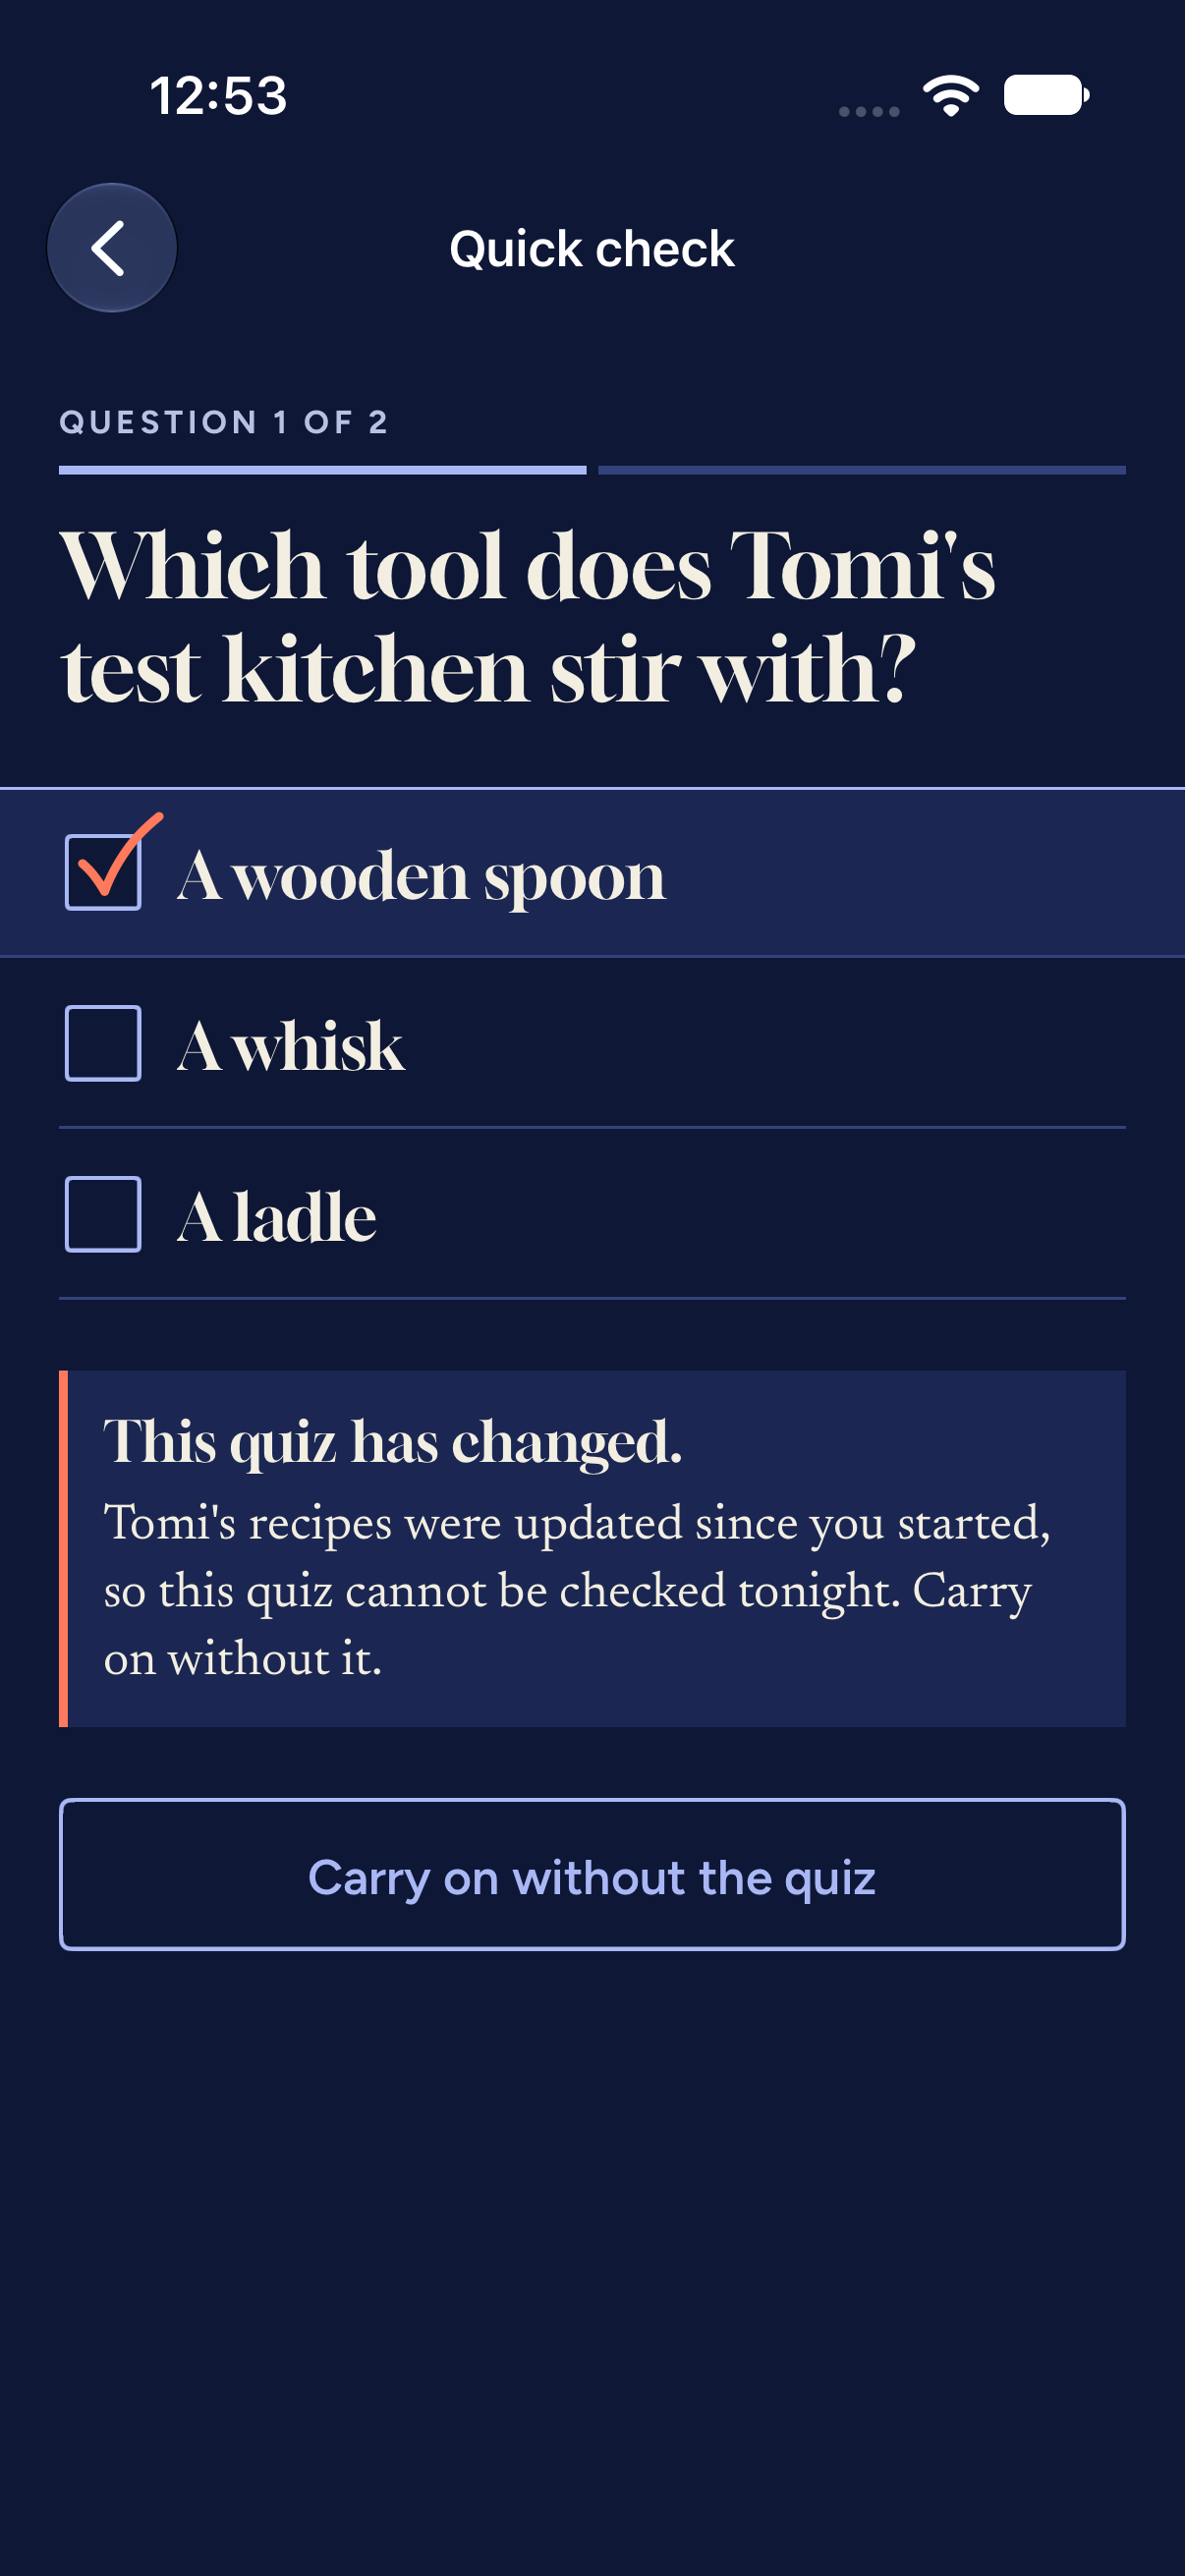 12:53
Quick check
QUESTION 1 OF 2
Which tool does Tomi's
test kitchen stir with?
A wooden spoon
A whisk
A ladle
This quiz has changed.
Tomi's recipes were updated since you started,
so this quiz cannot be checked tonight. Carry
on without it.
Carry on without the quiz